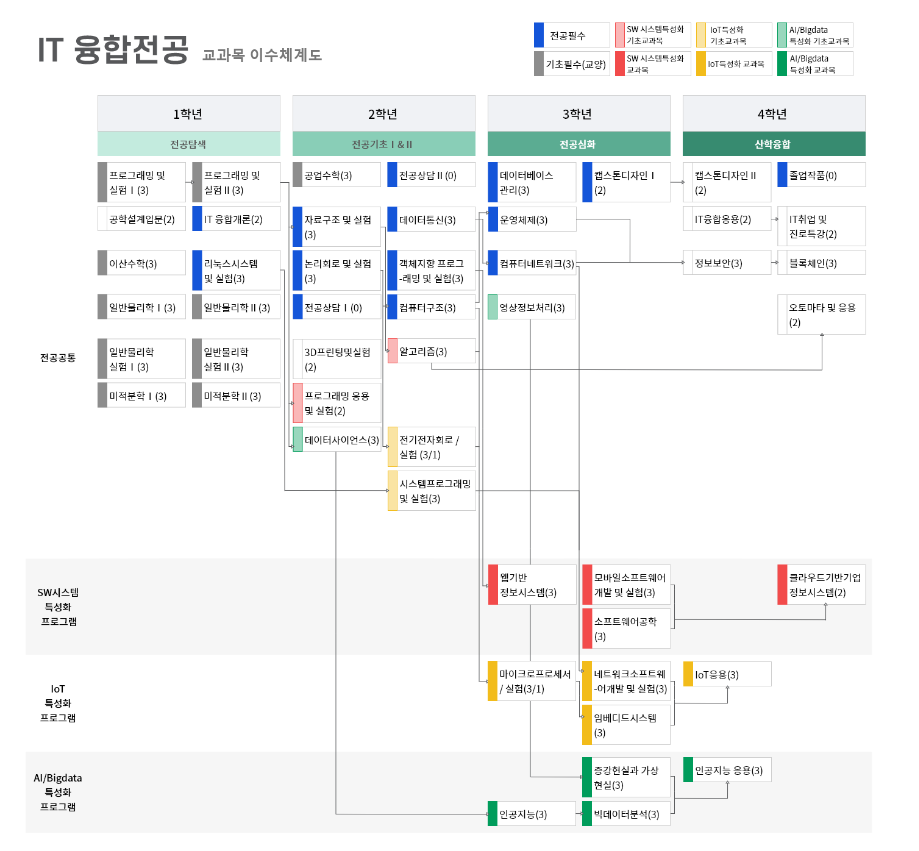 IT 융합전공 교과목 이수체계도
전공필수
SW 시스템특성화
기초교과목
IoT특성화
기초교과목
AI/Bigdata
특성화 기초교과목
기초필수(교양)
SW 시스템특성화
교과목
IoT특성화 교과목
AI/Bigdata
특성화 교과목
1학년
2학년
3학년
4학년
전공탐색
전공기초 I & II
전공심화
산학융합
전공공통
프로그래밍 및
실험 I (3)
프로그래밍 및
실험 II (3)
공학설계입문(2)
IT 융합개론(2)
이산수학(3)
리눅스시스템
및 실험(3)
일반물리학 I (3)
일반물리학 II (3)
일반물리학
실험 I (3)
일반물리학
실험 II (3)
미적분학 I (3)
미적분학 II (3)
공업수학(3)
전공상담 II (0)
자료구조 및 실험
(3)
데이터통신(3)
논리회로 및 실험
(3)
객체지향 프로그
-래밍 및 실험(3)
전공상담 I (0)
컴퓨터구조(3)
3D프린팅및실험
(2)
알고리즘(3)
프로그래밍 응용
및 실험(2)
데이터사이언스(3)
전기전자회로 /
실험 (3/1)
시스템프로그래밍
및 실험(3)
데이터베이스
관리(3)
캡스톤디자인 I
(2)
운영체제(3)
컴퓨터네트워크(3)
영상정보처리(3)
캡스톤디자인 II
(2)
졸업작품(0)
IT융합응용(2)
IT취업 및
진로특강(2)
정보보안(3)
블록체인(3)
오토마타 및 응용
(2)
SW시스템
특성화
프로그램
웹기반
정보시스템(3)
모바일소프트웨어
개발 및 실험(3)
소프트웨어공학
(3)
클라우드기반기업
정보시스템(2)
IoT
특성화
프로그램
마이크로프로세서
/ 실험(3/1)
네트워크소프트웨
-어개발 및 실험(3)
임베디드시스템
(3)
IoT응용(3)
AI/Bigdata
특성화
프로그램
증강현실과 가상
현실(3)
인공지능(3)
빅데이터분석(3)
인공지능 응용(3)